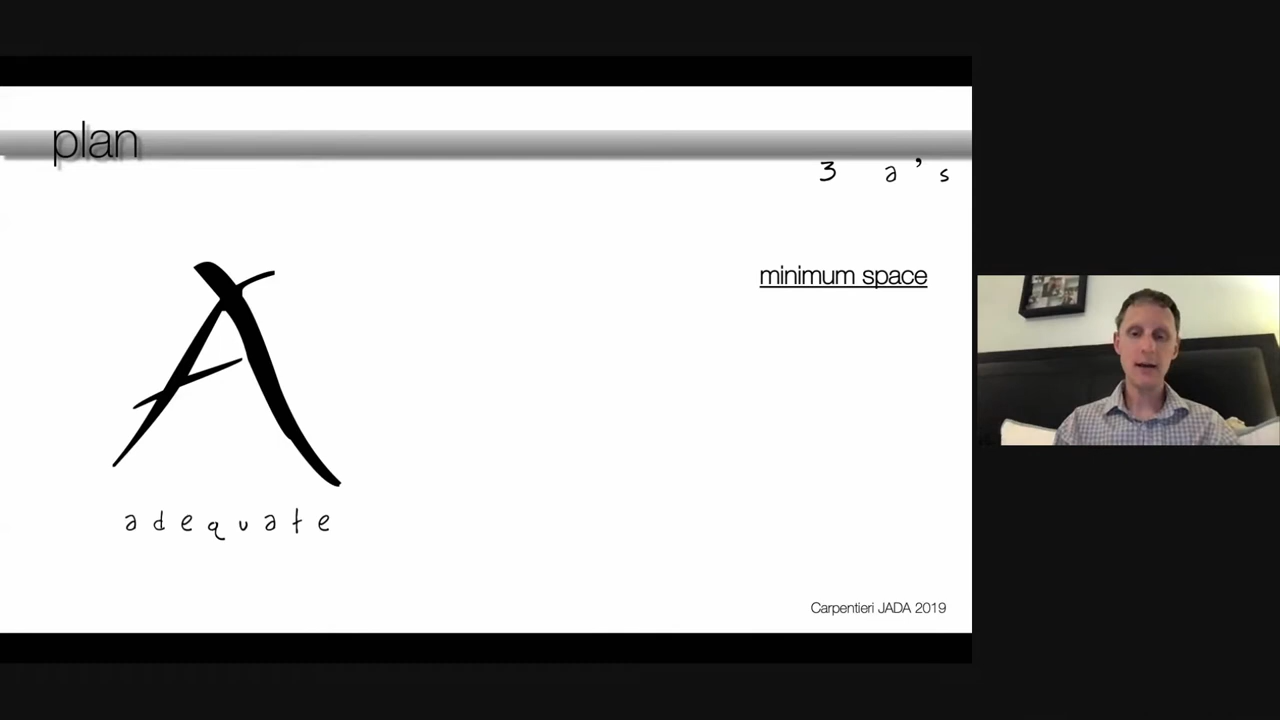 plan
3 a's
minimum space
A
adequate
Carpentieri JADA 2019